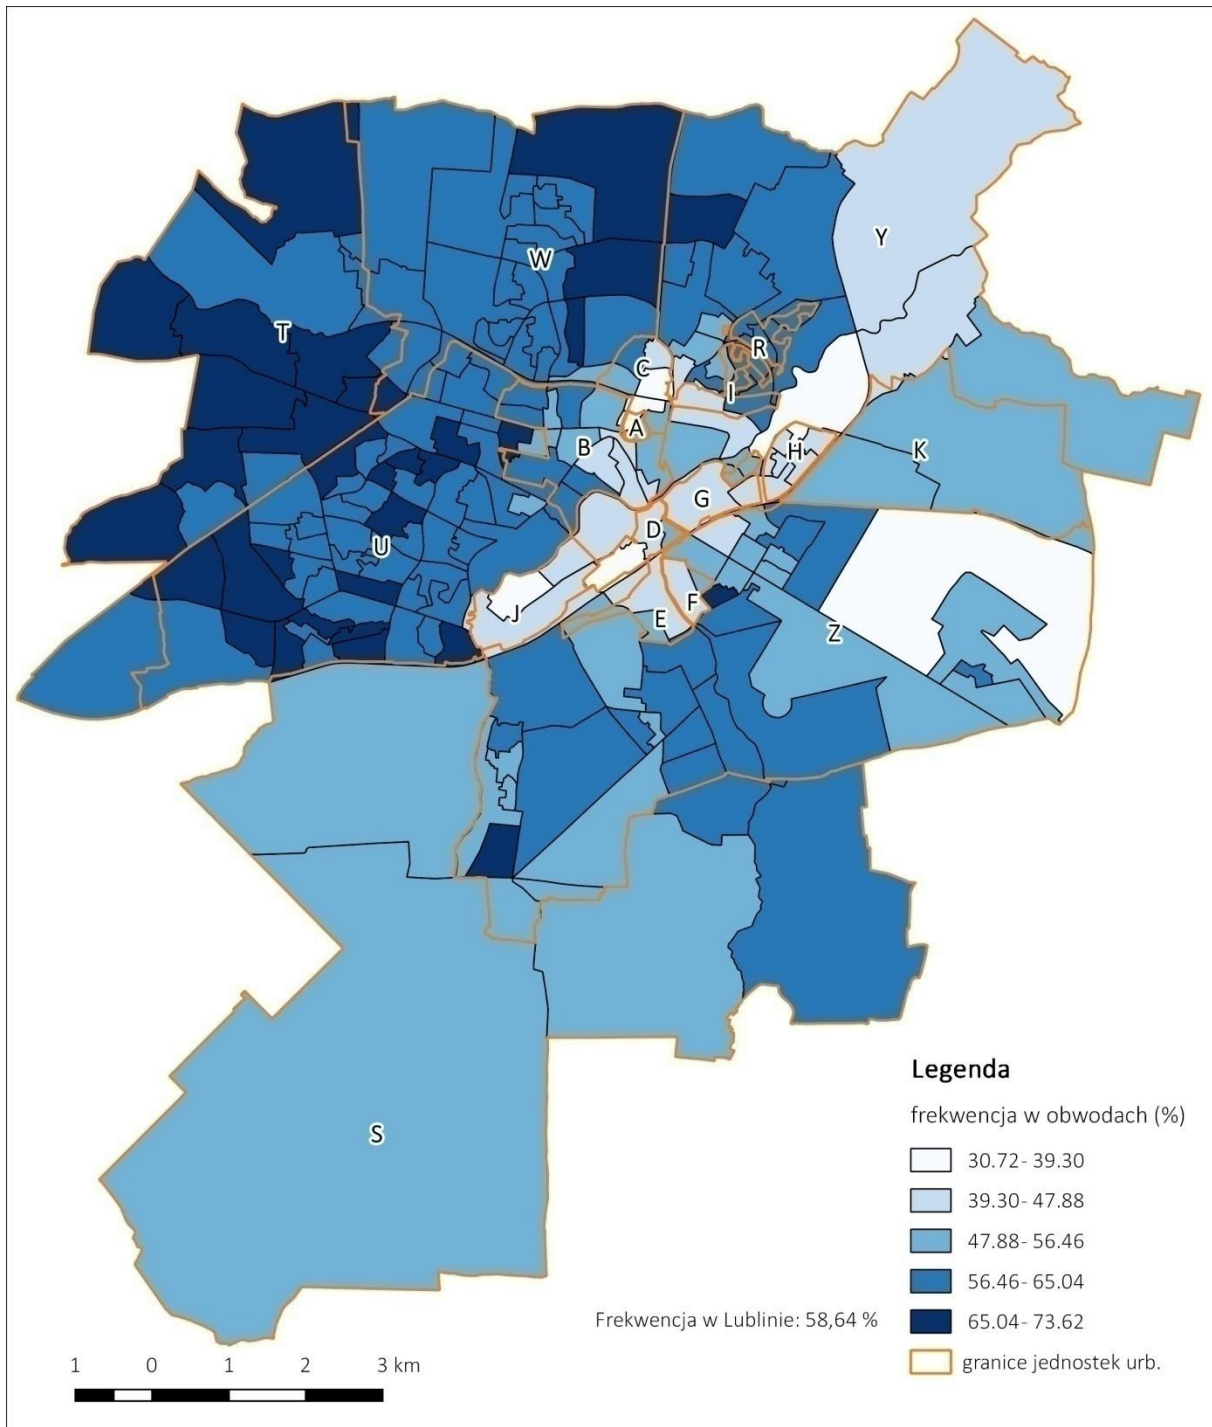 Y
W
T
C
R
I
A
B
H
K
G
D
U
J
F
E
Z
S
Legenda
frekwencja w obwodach (%)
30.72- 39.30
39.30 - 47.88
47.88- 56.46
56.46 - 65.04
65.04- 73.62
granice jednostek urb.
Frekwencja w Lublinie: 58,64 %
1 0 1 2 3 km